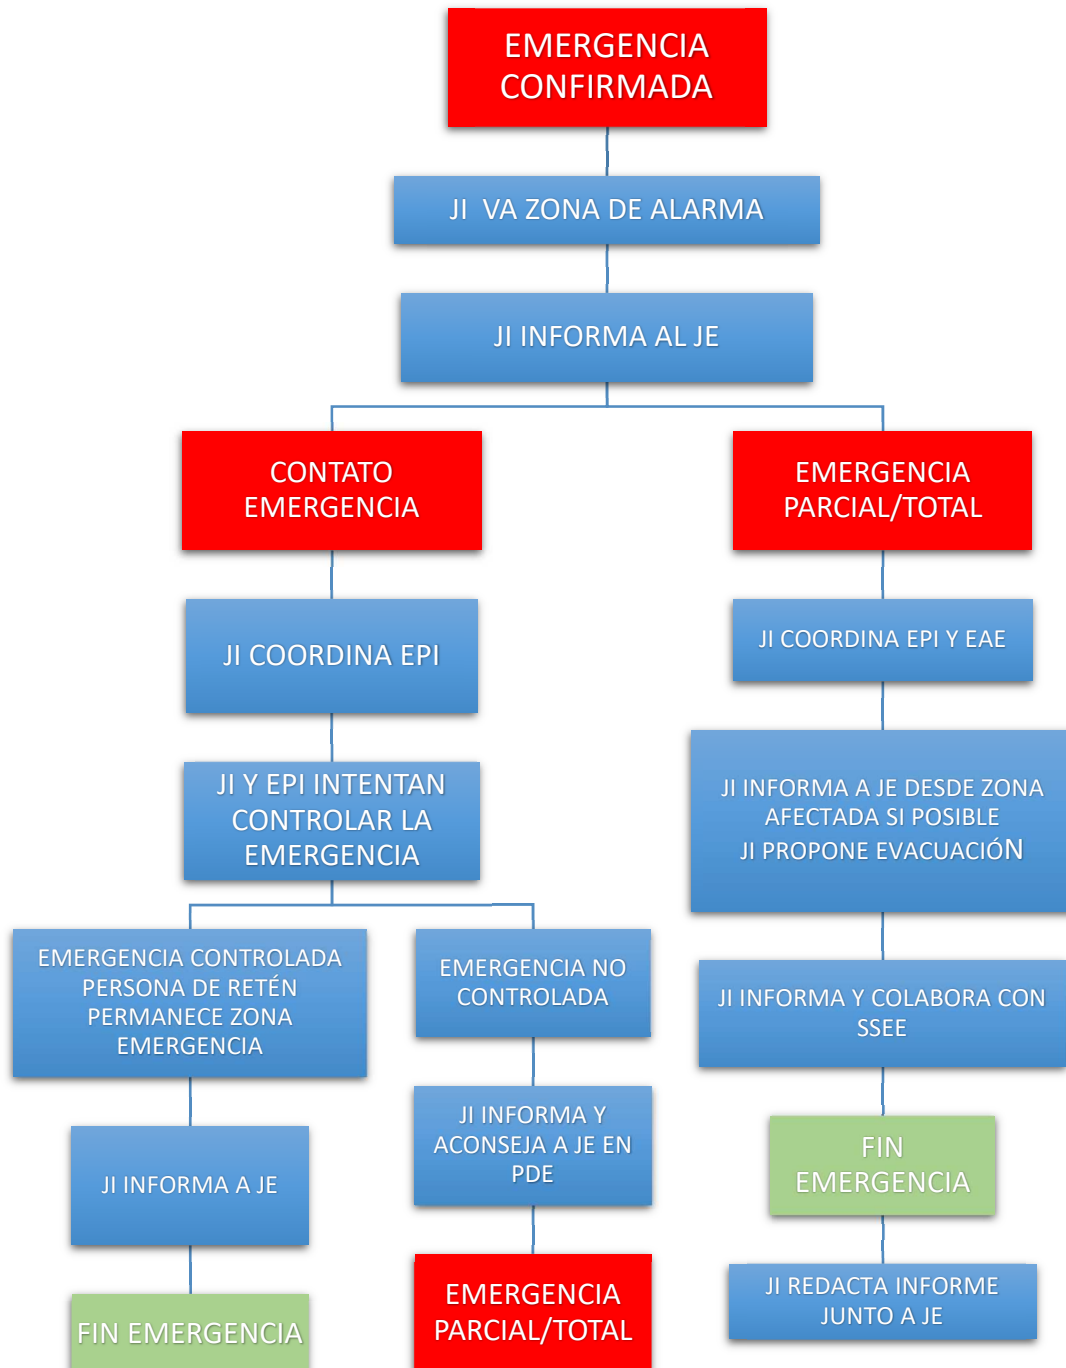 EMERGENCIA
CONFIRMADA
JI VA ZONA DE ALARMA
JI INFORMA AL JE
CONTATO
EMERGENCIA
EMERGENCIA
PARCIAL/TOTAL
JI COORDINA EPI
JI COORDINA EPI Y EAE
JI Y EPI INTENTAN
CONTROLAR LA
EMERGENCIA
JI INFORMA A JE DESDE ZONA
AFECTADA SI POSIBLE
JI PROPONE EVACUACIÓN
EMERGENCIA CONTROLADA
PERSONA DE RETÉN
PERMANECE ZONA
EMERGENCIA
EMERGENCIA NO
CONTROLADA
JI INFORMA Y COLABORA CON
SSEE
JI INFORMA A JE
JI INFORMA Y
ACONSEJA A JE EN
PDE
FIN
EMERGENCIA
FIN EMERGENCIA
EMERGENCIA
PARCIAL/TOTAL
JI REDACTA INFORME
JUNTO A JE